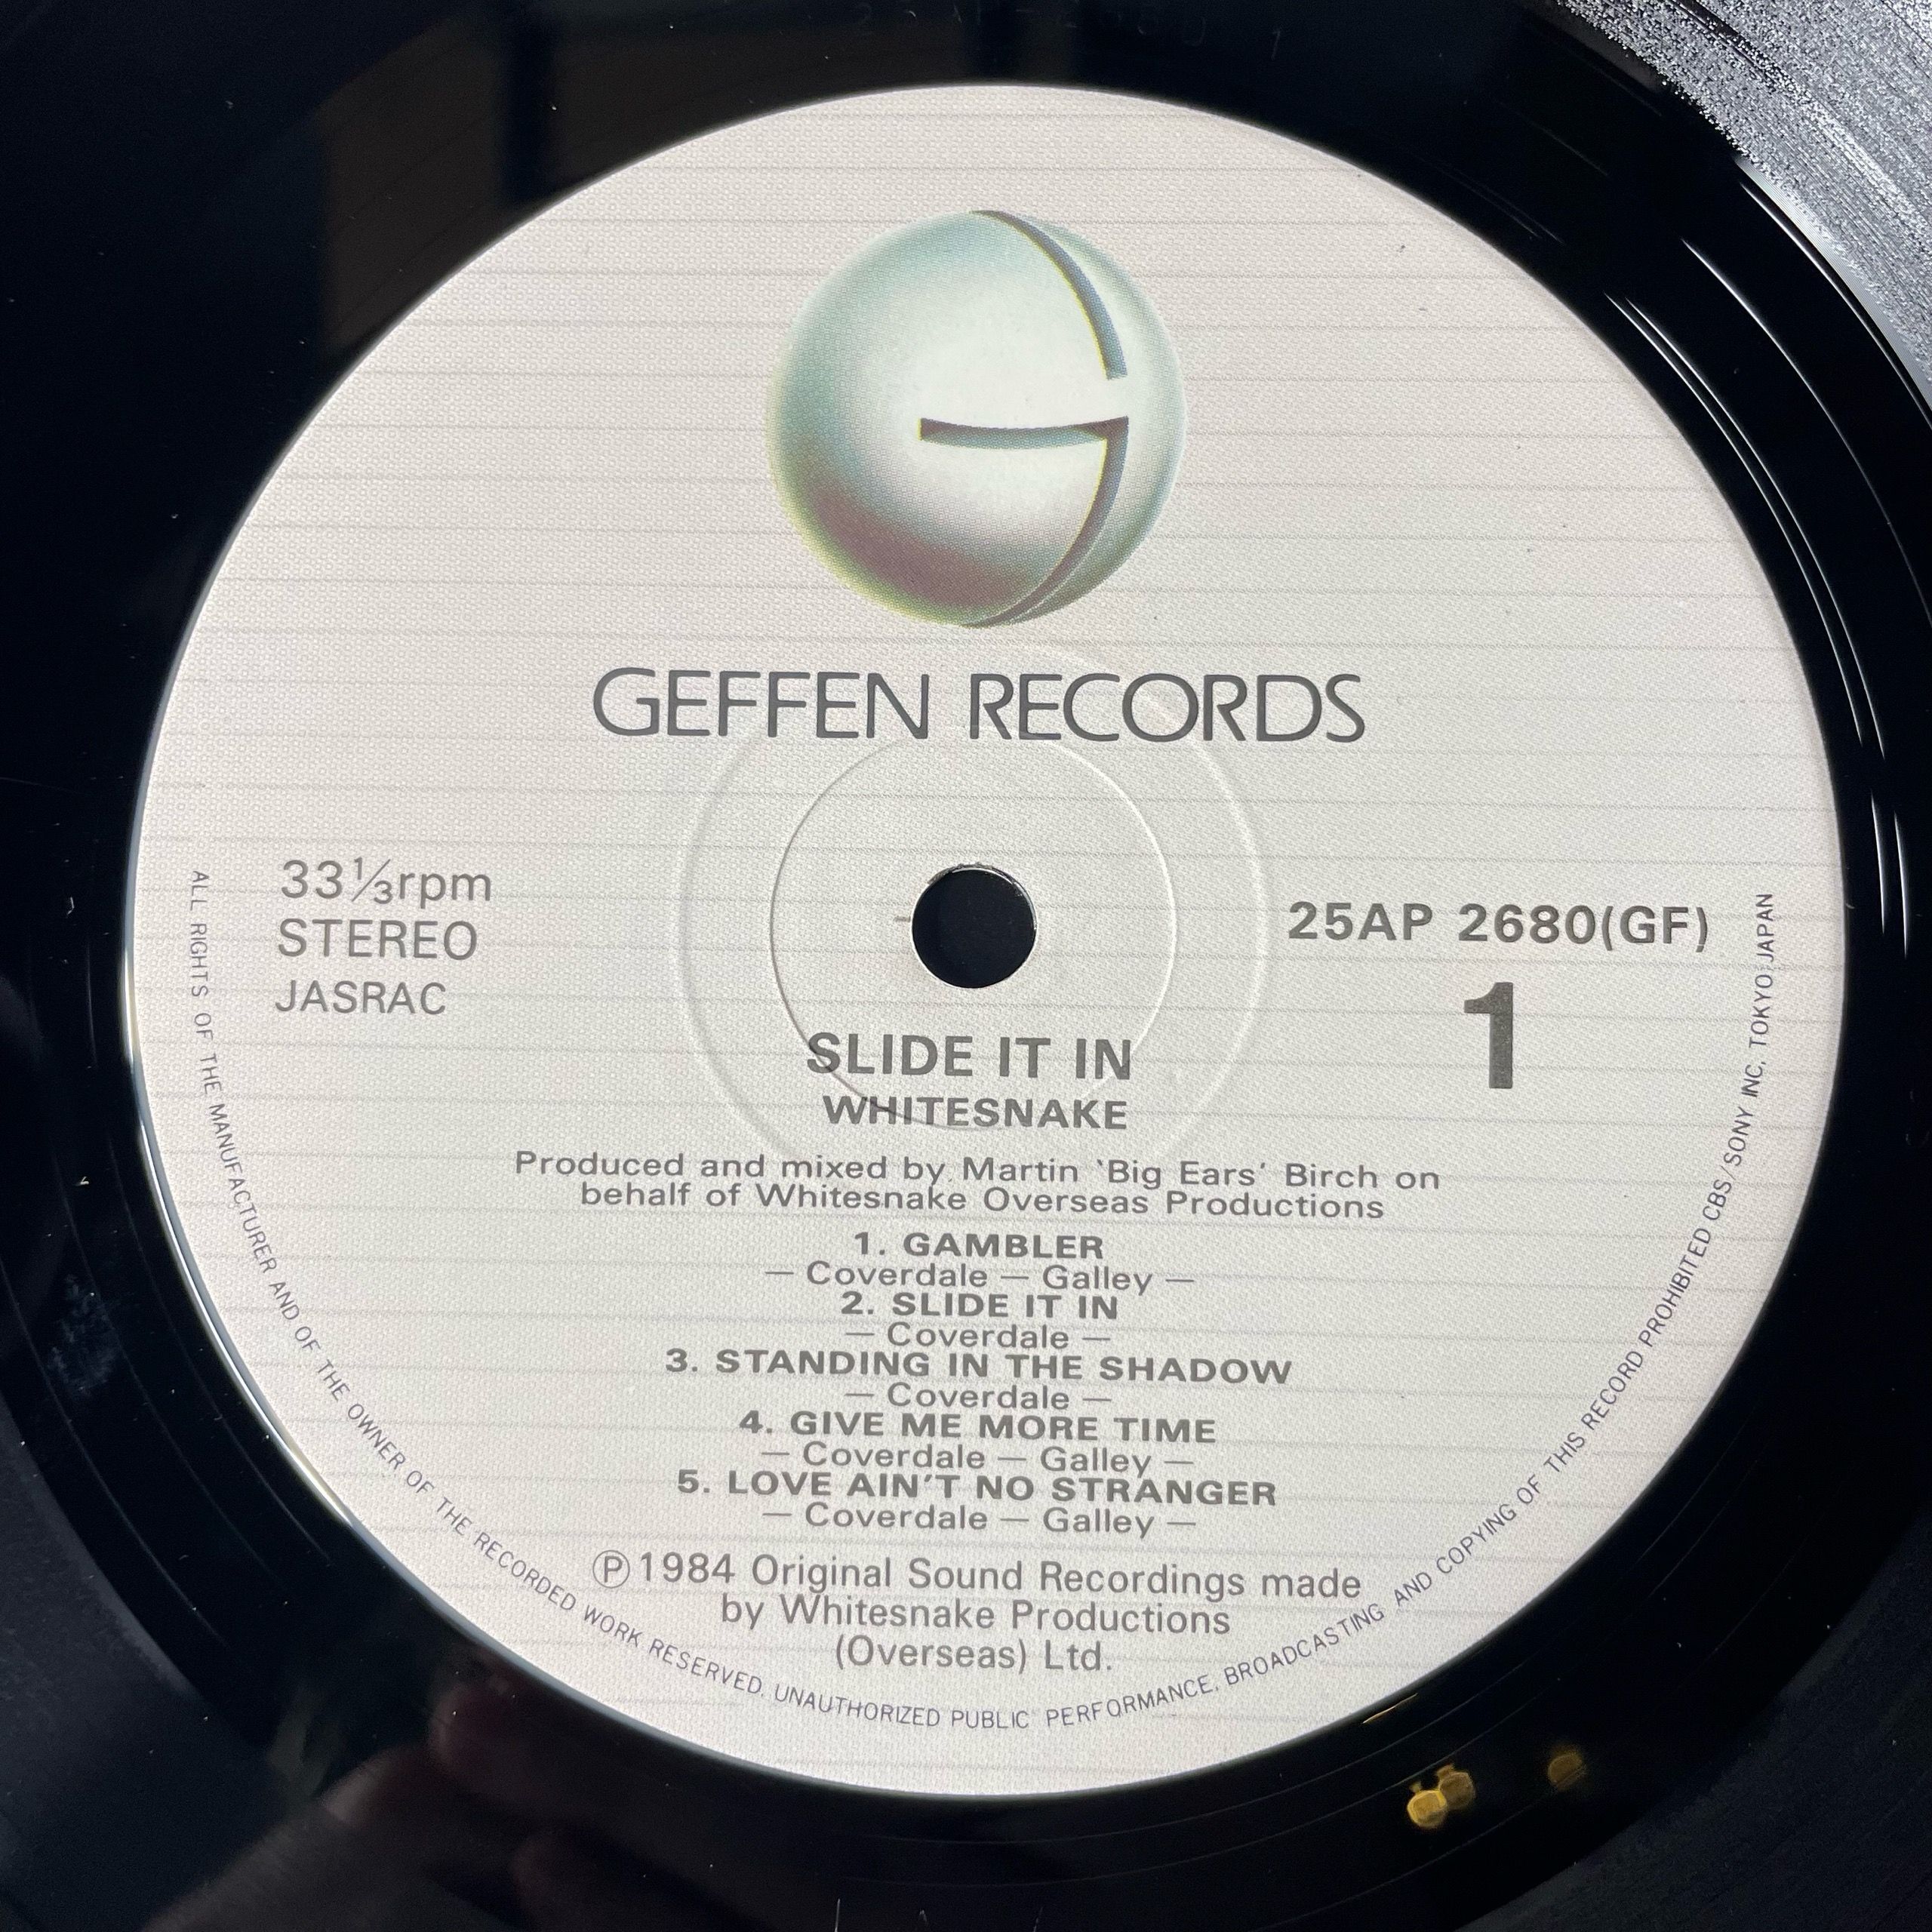 GEFFEN RECORDS
33⅓rpm
STEREO
JASRAC
25AP 2680(GF)
1
SLIDE IT IN
WHITESNAKE
Produced and mixed by Martin 'Big Ears' Birch on
behalf of Whitesnake Overseas Productions
1. GAMBLER
— Coverdale — Galley —
2. SLIDE IT IN
— Coverdale —
3. STANDING IN THE SHADOW
— Coverdale —
4. GIVE ME MORE TIME
— Coverdale — Galley —
5. LOVE AIN'T NO STRANGER
— Coverdale — Galley —
Ⓟ1984 Original Sound Recordings made
by Whitesnake Productions
(Overseas) Ltd.
ALL RIGHTS OF THE MANUFACTURER AND OF THE OWNER OF THE RECORDED WORK RESERVED. UNAUTHORIZED PUBLIC PERFORMANCE, BROADCASTING AND COPYING OF THIS RECORD PROHIBITED CBS/SONY INC. TOKYO JAPAN